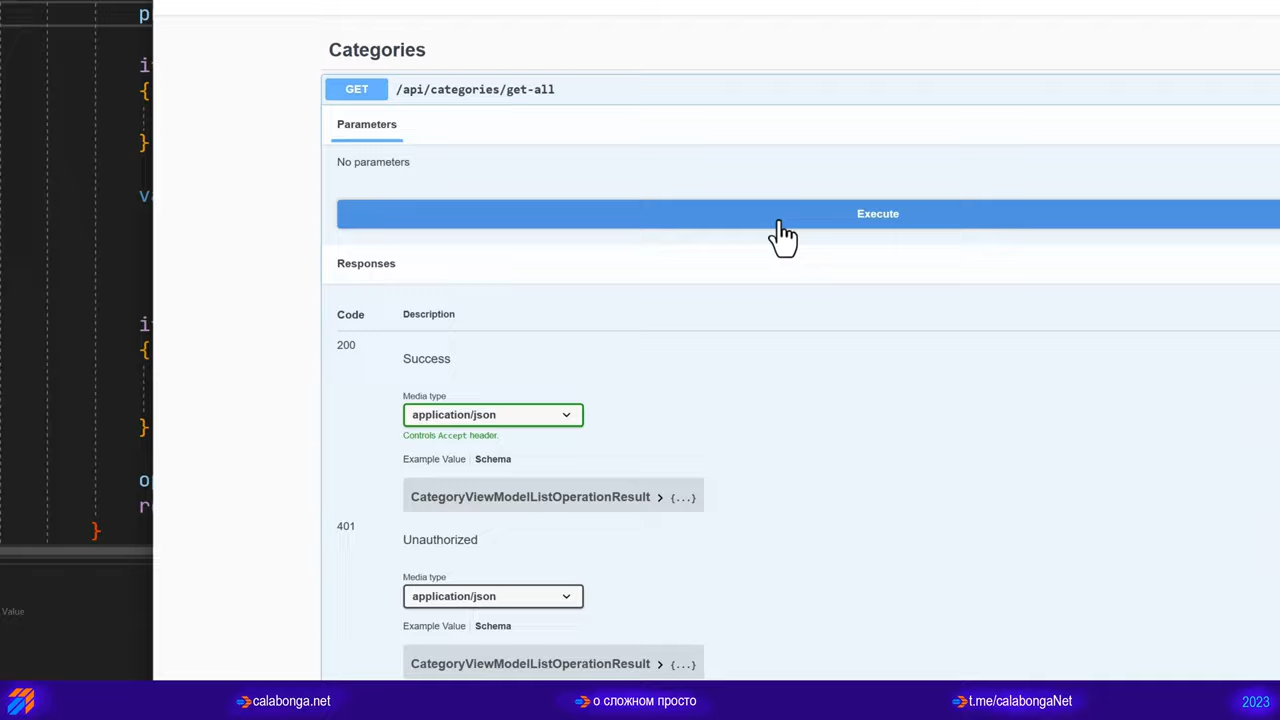 p
Categories
GET /api/categories/get-all
i
{
Parameters
}
No parameters
v
Execute
Responses
Code Description
i
200
{
Success
Media type
application/json
}
Controls Accept header.
Example Value Schema
o
CategoryViewModelListOperationResult > {...}
r
401
}
Unauthorized
Media type
application/json
Value
Example Value Schema
CategoryViewModelListOperationResult > {...}
calabonga.net
о сложном просто
t.me/calabongaNet
2023